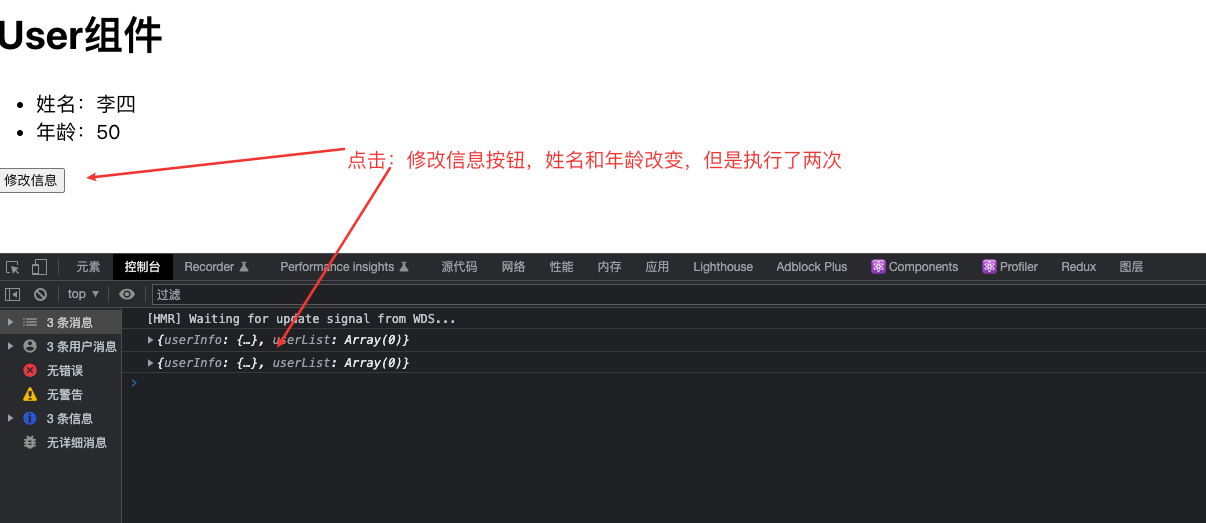 User组件
姓名：李四
年龄：50
点击：修改信息按钮，姓名和年龄改变，但是执行了两次
修改信息
元素 控制台 Recorder Performance insights 源代码 网络 性能 内存 应用 Lighthouse Adblock Plus Components Profiler Redux 图层
top ▼ 过滤
3 条消息
3 条用户消息
无错误
无警告
3 条信息
无详细消息
[HMR] Waiting for update signal from WDS...
{userInfo: {…}, userList: Array(0)}
{userInfo: {…}, userList: Array(0)}